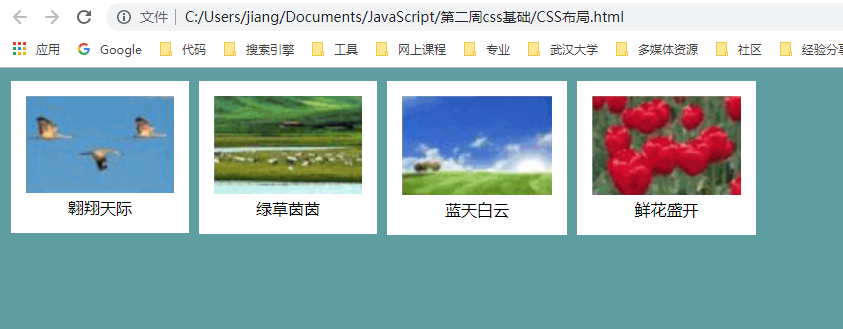 文件 C:/Users/jiang/Documents/JavaScript/第二周css基础/CSS布局.html
应用 Google 代码 搜索引擎 工具 网上课程 专业 武汉大学 多媒体资源 社区 经验分享
翱翔天际 绿草茵茵 蓝天白云 鲜花盛开